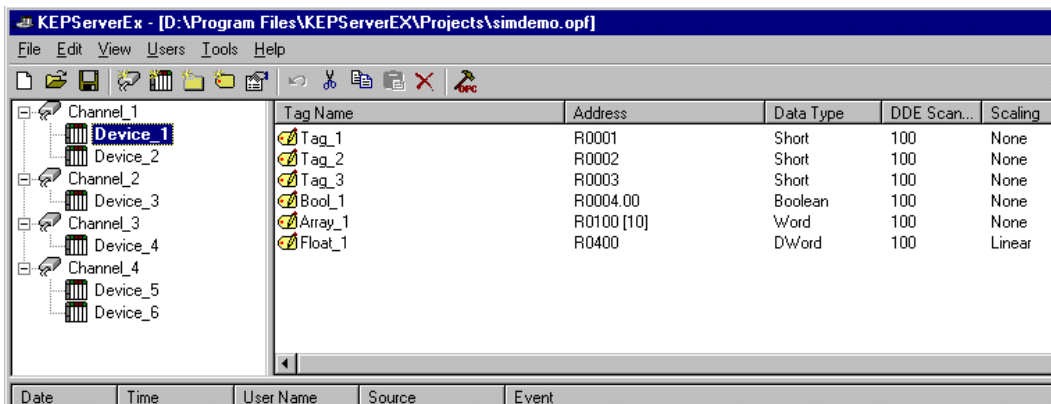 KEPServerEx - [D:\Program Files\KEPServerEX\Projects\simdemo.opf]
File Edit View Users Tools Help
OPC
Channel_1
Device_1
Device_2
Channel_2
Device_3
Channel_3
Device_4
Channel_4
Device_5
Device_6
Tag Name Address Data Type DDE Scan... Scaling
Tag_1 R0001 Short 100 None
Tag_2 R0002 Short 100 None
Tag_3 R0003 Short 100 None
Bool_1 R0004.00 Boolean 100 None
Array_1 R0100 [10] Word 100 None
Float_1 R0400 DWord 100 Linear
Date Time User Name Source Event